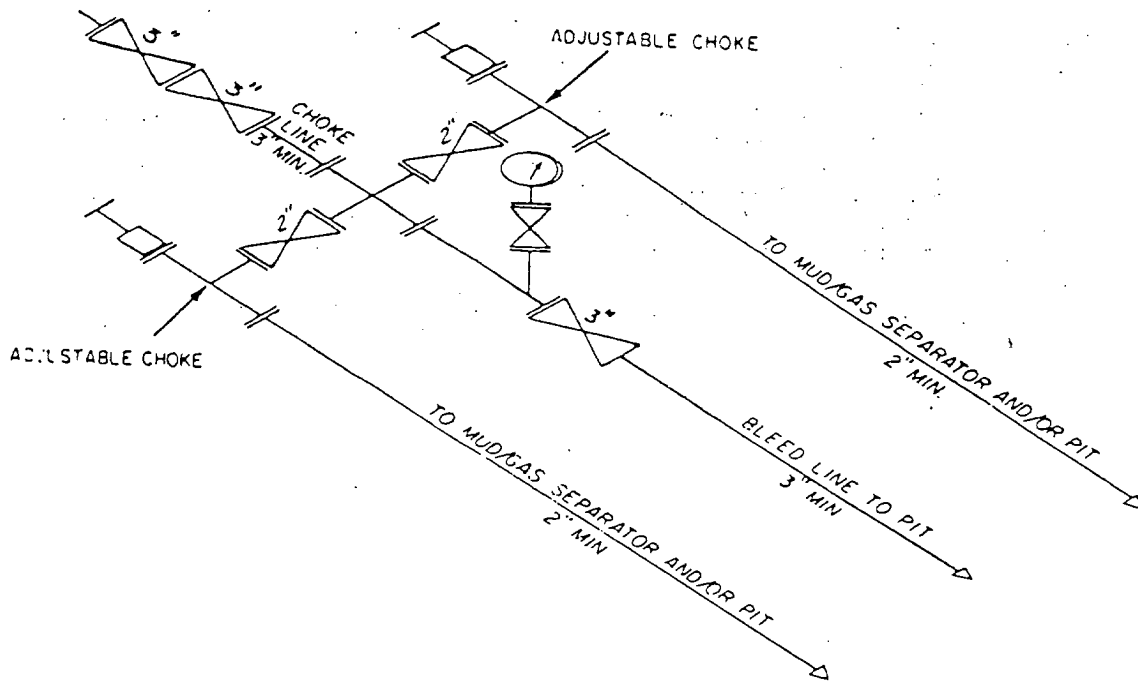 ADJUSTABLE CHOKE
3"
3"
CHOKE
LINE
3" MIN.
2"
2"
ADJUSTABLE CHOKE
3"
TO MUD/GAS SEPARATOR AND/OR PIT
2" MIN.
BLEED LINE TO PIT
3" MIN
TO MUD/GAS SEPARATOR AND/OR PIT
2" MIN